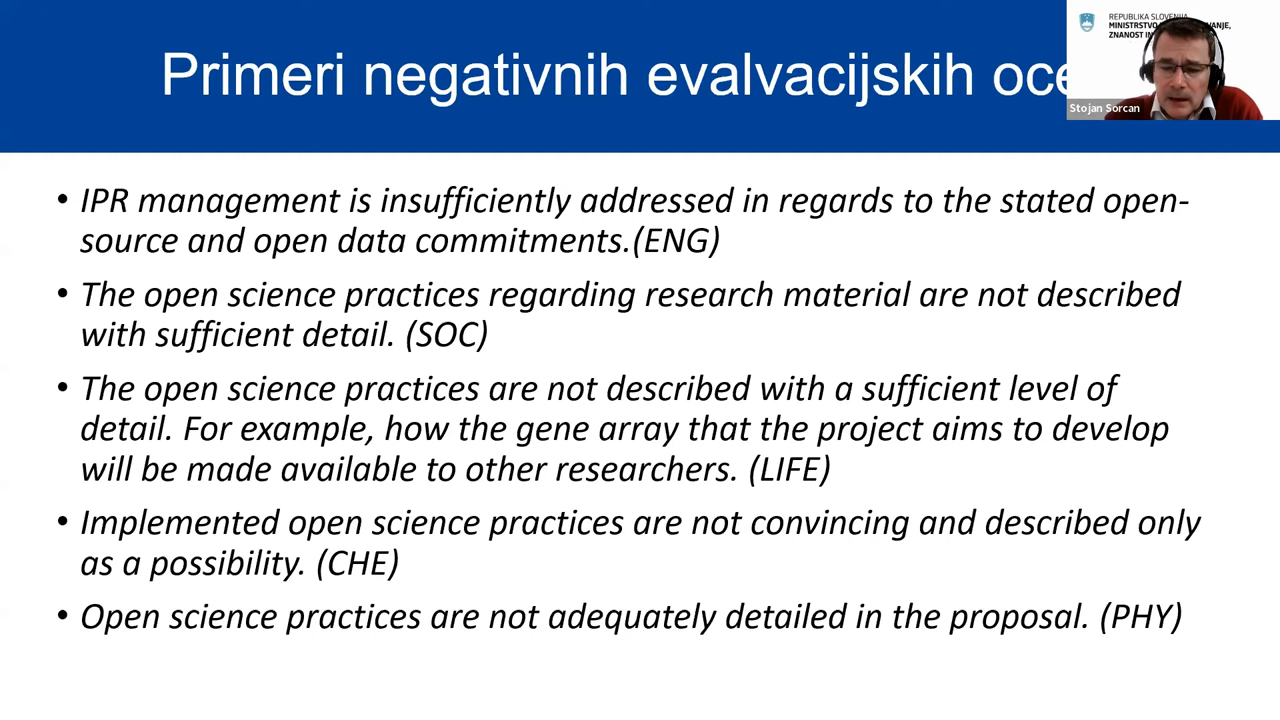 Primeri negativnih evalvacijskih
REPUBLIKA SLOVENIJA
MINISTRSTVO
ZNANOST IN
Stojan Sorcan
• IPR management is insufficiently addressed in regards to the stated open-
source and open data commitments.(ENG)
• The open science practices regarding research material are not described
with sufficient detail. (SOC)
• The open science practices are not described with a sufficient level of
detail. For example, how the gene array that the project aims to develop
will be made available to other researchers. (LIFE)
• Implemented open science practices are not convincing and described only
as a possibility. (CHE)
• Open science practices are not adequately detailed in the proposal. (PHY)